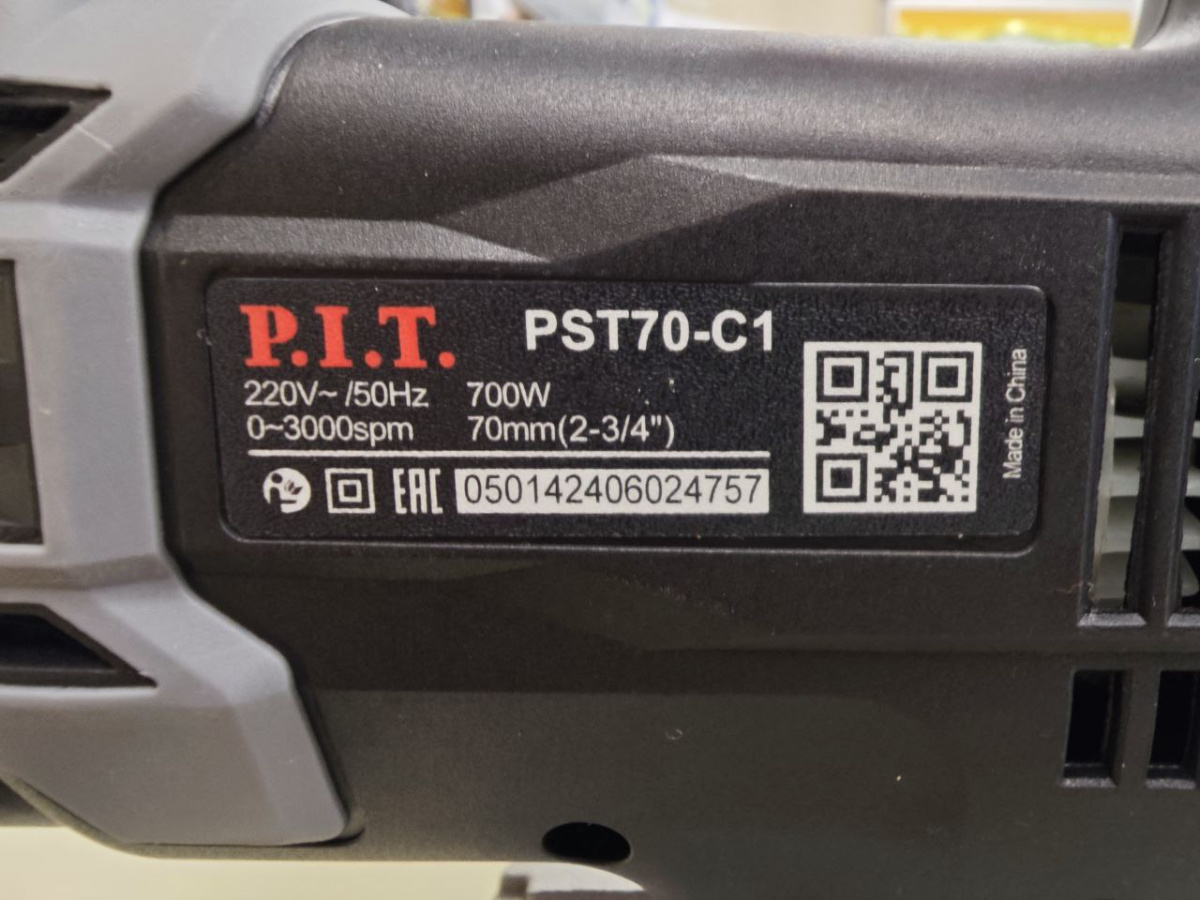 P.I.T. PST70-C1
220V~ /50Hz 700W
0~3000spm 70mm(2-3/4")
EAC 050142406024757
Made in China